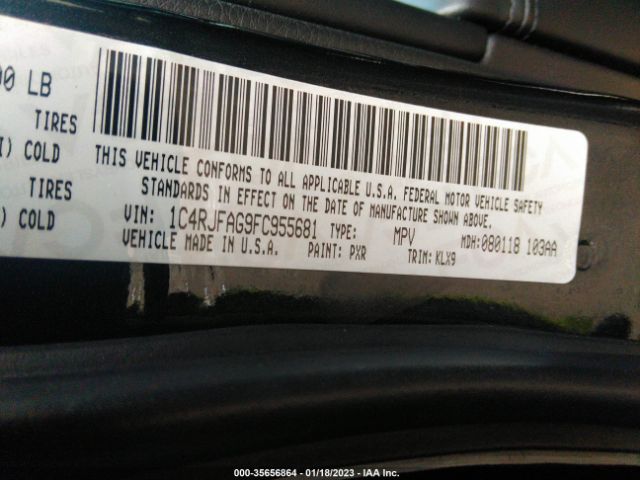 00 LB
TIRES
COLD
TIRES
COLD
THIS VEHICLE CONFORMS TO ALL APPLICABLE U.S.A. FEDERAL MOTOR VEHICLE SAFETY
STANDARDS IN EFFECT ON THE DATE OF MANUFACTURE SHOWN ABOVE.
VIN: 1C4RJFAG9FC955681 TYPE: MPV MDH:080118 103AA
VEHICLE MADE IN U.S.A. PAINT: PXR TRIM: KLX9
000-35656864 / 01/18/2023 - IAA Inc.